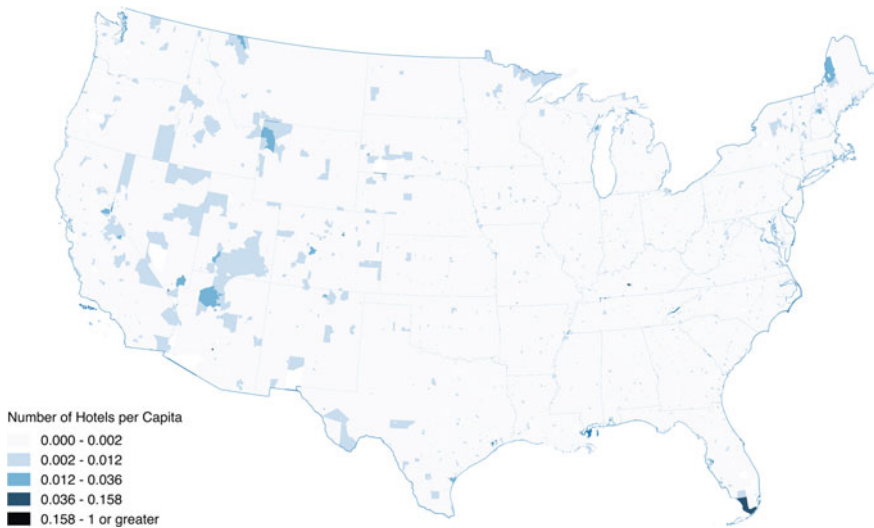 Number of Hotels per Capita
0.000 - 0.002
0.002 - 0.012
0.012 - 0.036
0.036 - 0.158
0.158 - 1 or greater